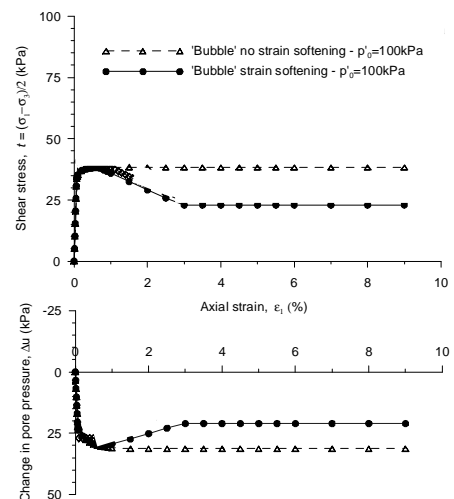 100
75
50
25
0
Shear stress, t = (σ1–σ3)/2 (kPa)
'Bubble' no strain softening - p'0=100kPa
'Bubble' strain softening - p'0=100kPa
0 2 4 6 8 10
Axial strain, ε1 (%)
-25
0
25
50
Change in pore pressure, Δu (kPa)
0 2 4 6 8 10